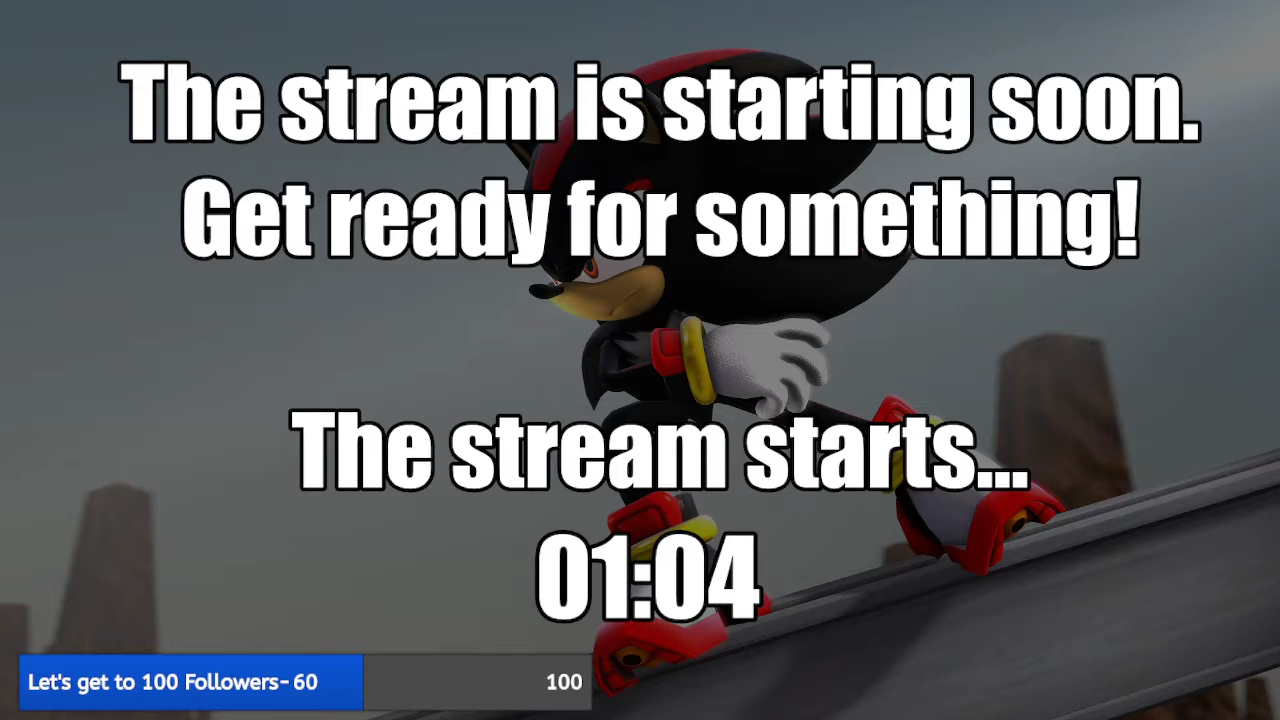 The stream is starting soon.
Get ready for something!
The stream starts...
01:04
Let's get to 100 Followers- 60
100